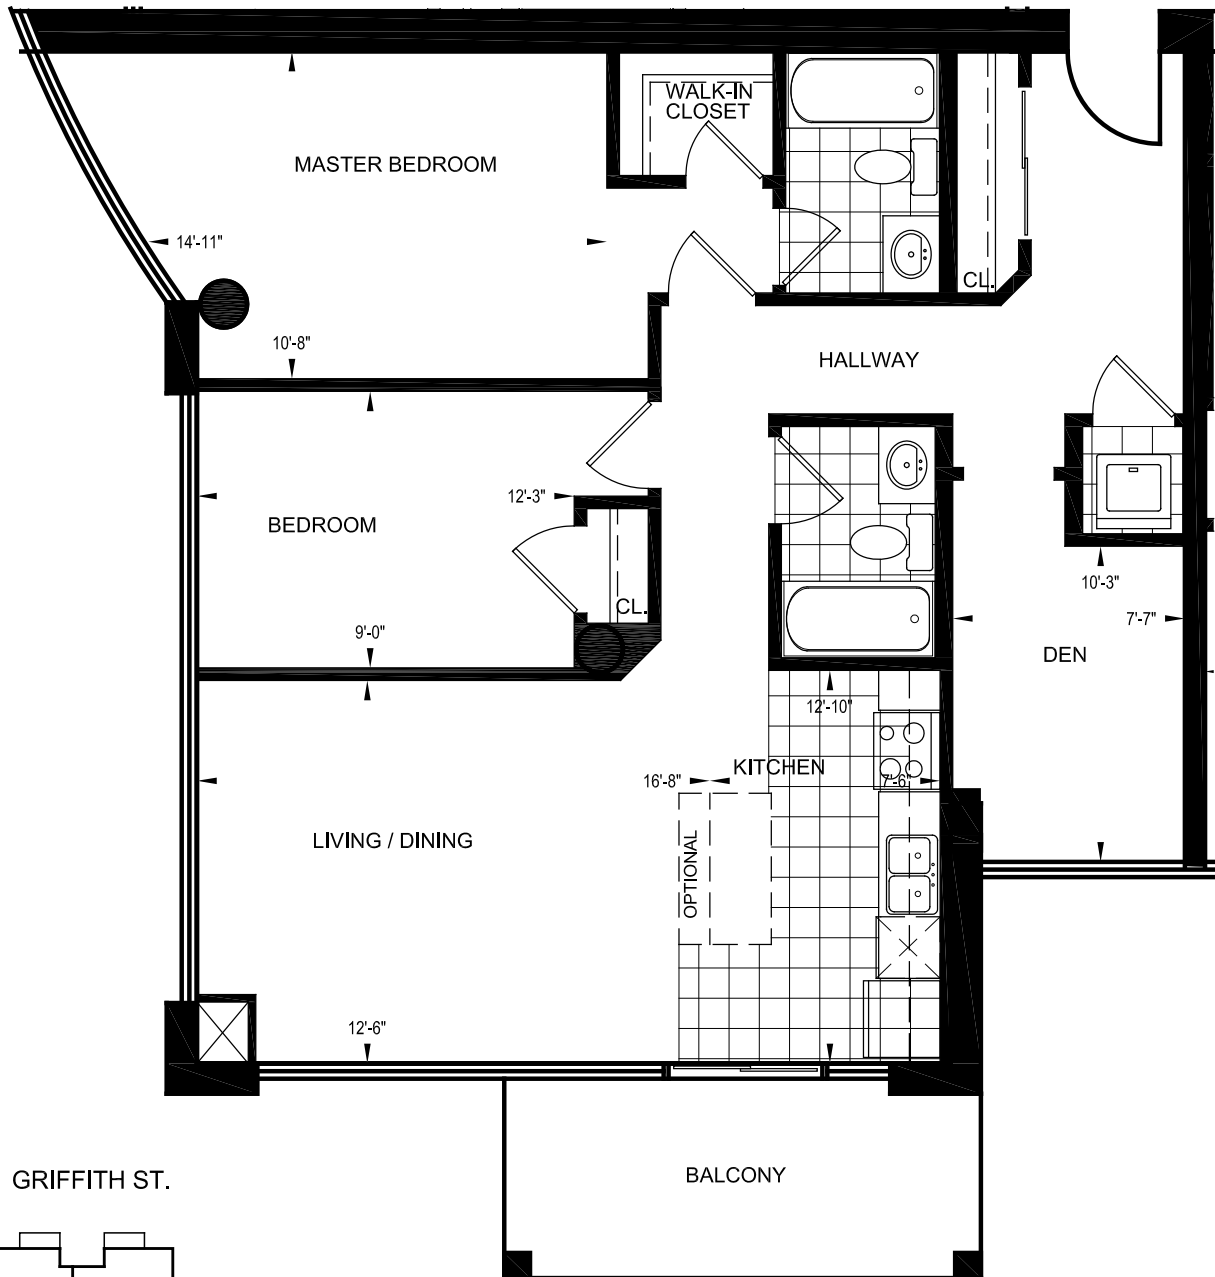 WALK-IN
CLOSET
MASTER BEDROOM
14'-11"
CL.
10'-8"
HALLWAY
12'-3"
BEDROOM
10'-3"
CL.
7'-7"
9'-0"
DEN
12'-10"
KITCHEN
16'-8"
7'-6"
LIVING / DINING
OPTIONAL
12'-6"
BALCONY
GRIFFITH ST.